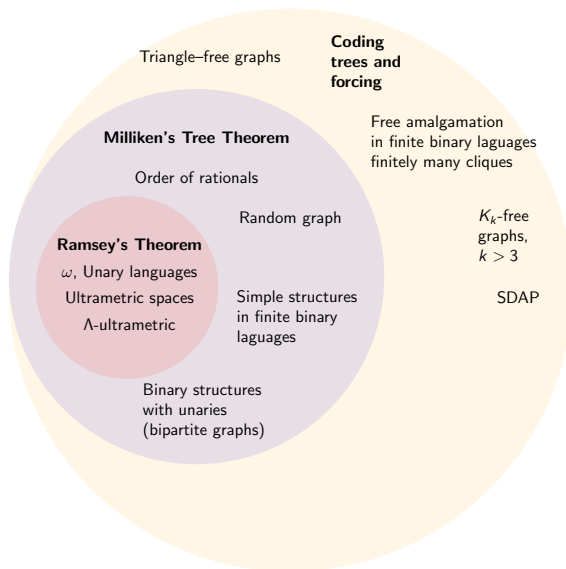 Triangle–free graphs
Coding
trees and
forcing
Free amalgamation
in finite binary laguages
finitely many cliques
Milliken's Tree Theorem
Order of rationals
Random graph
K_k-free
graphs,
k > 3
SDAP
Ramsey's Theorem
ω, Unary languages
Ultrametric spaces
Λ-ultrametric
Simple structures
in finite binary
laguages
Binary structures
with unaries
(bipartite graphs)